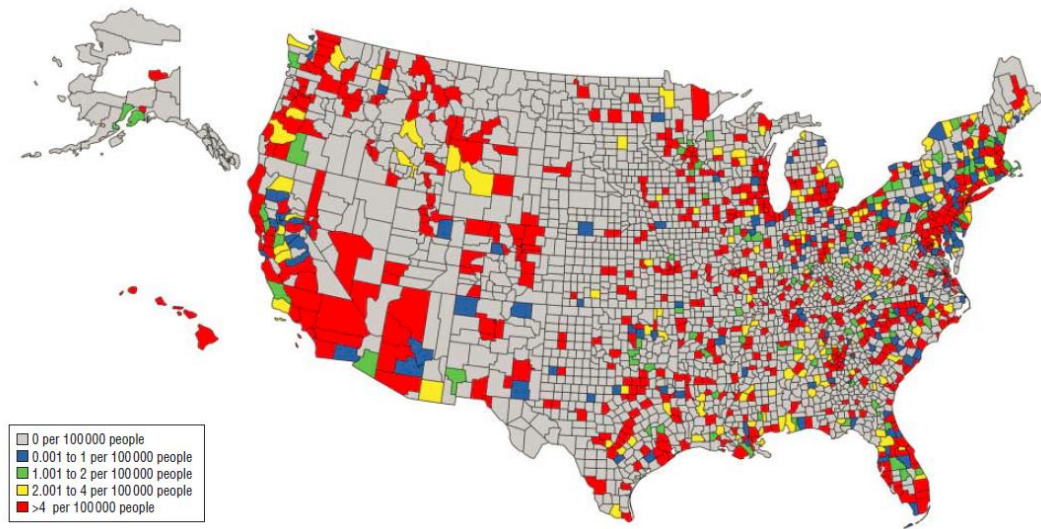 0 per 100 000 people
0.001 to 1 per 100 000 people
1.001 to 2 per 100 000 people
2.001 to 4 per 100 000 people
>4 per 100 000 people